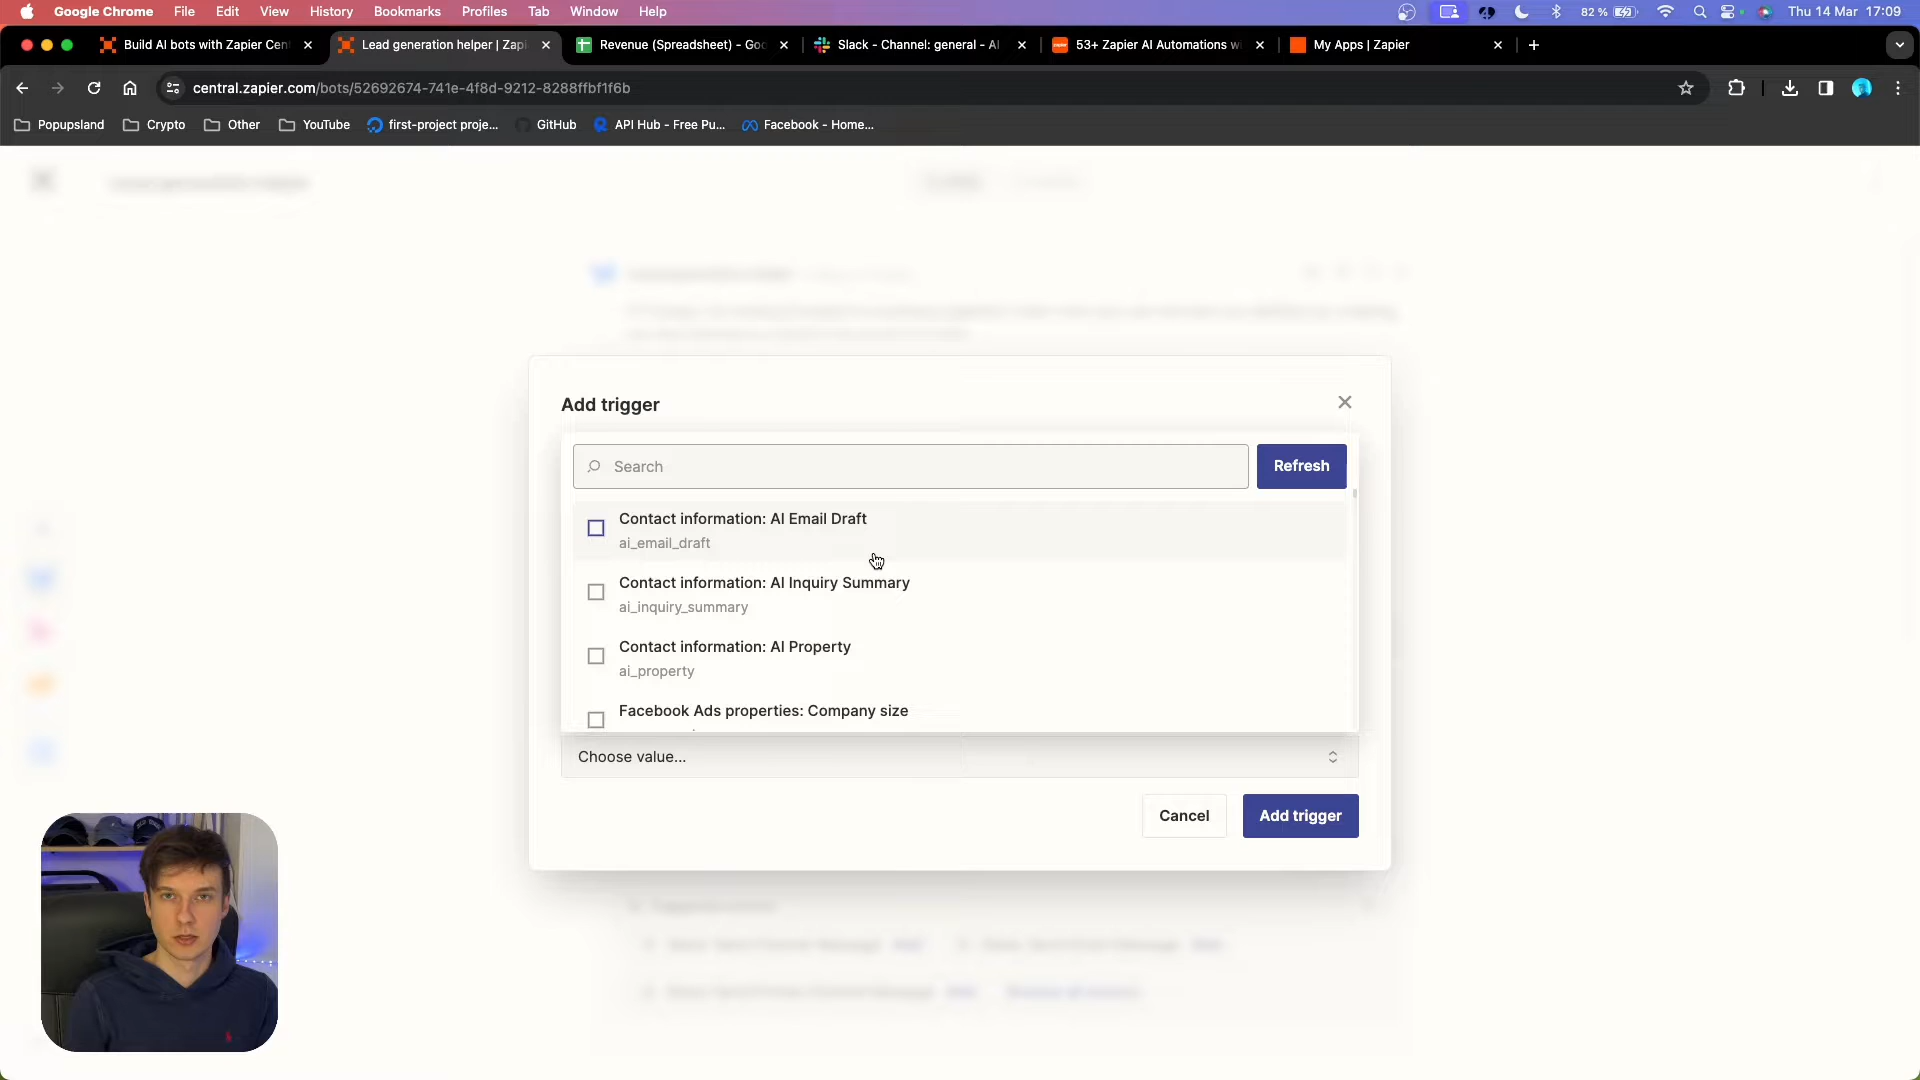 Google Chrome File Edit View History Bookmarks Profiles Tab Window Help 82 % Thu 14 Mar 17:09
Build AI bots with Zapier Cen Lead generation helper | Zapi Revenue (Spreadsheet) - Goo Slack - Channel: general - AI 53+ Zapier AI Automations wi My Apps | Zapier
central.zapier.com/bots/52692674-741e-4f8d-9212-8288ffbf1f6b
Popupsland Crypto Other YouTube first-project proje... GitHub API Hub - Free Pu... Facebook - Home...
Add trigger
Search Refresh
Contact information: AI Email Draft
ai_email_draft
Contact information: AI Inquiry Summary
ai_inquiry_summary
Contact information: AI Property
ai_property
Facebook Ads properties: Company size
Choose value...
Cancel Add trigger